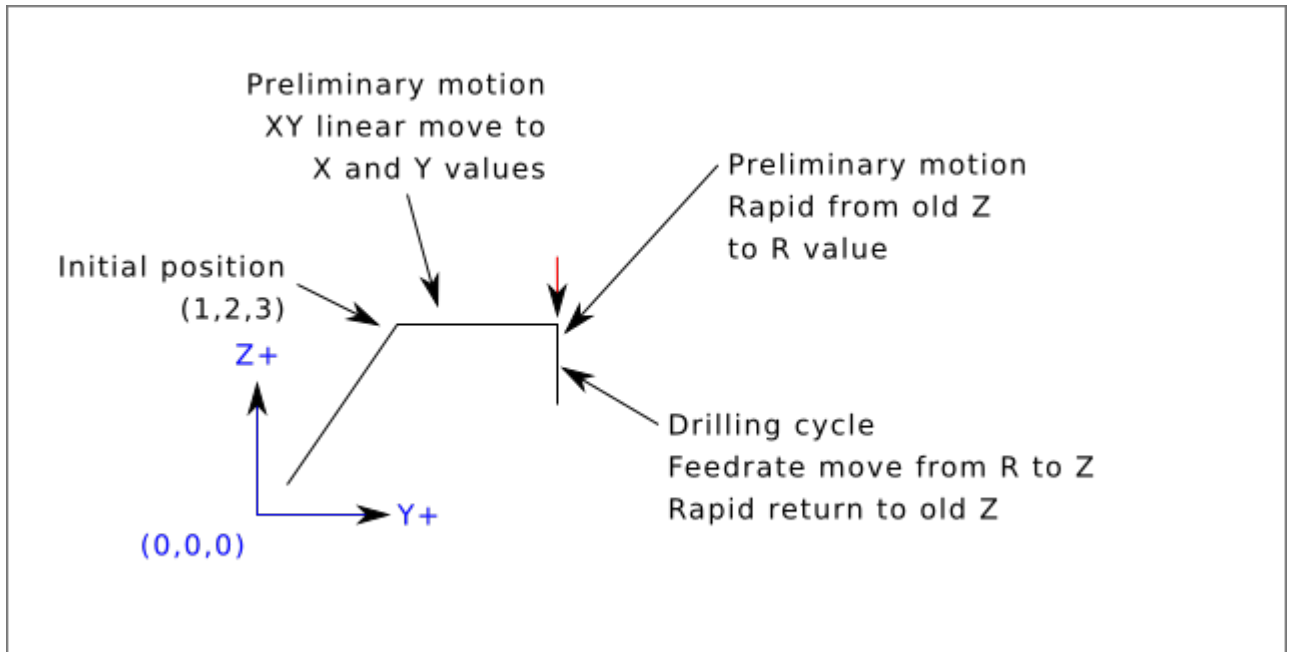 Preliminary motion
XY linear move to
X and Y values
Preliminary motion
Rapid from old Z
to R value
Initial position
(1,2,3)
Z+
Drilling cycle
Feedrate move from R to Z
Rapid return to old Z
Y+
(0,0,0)